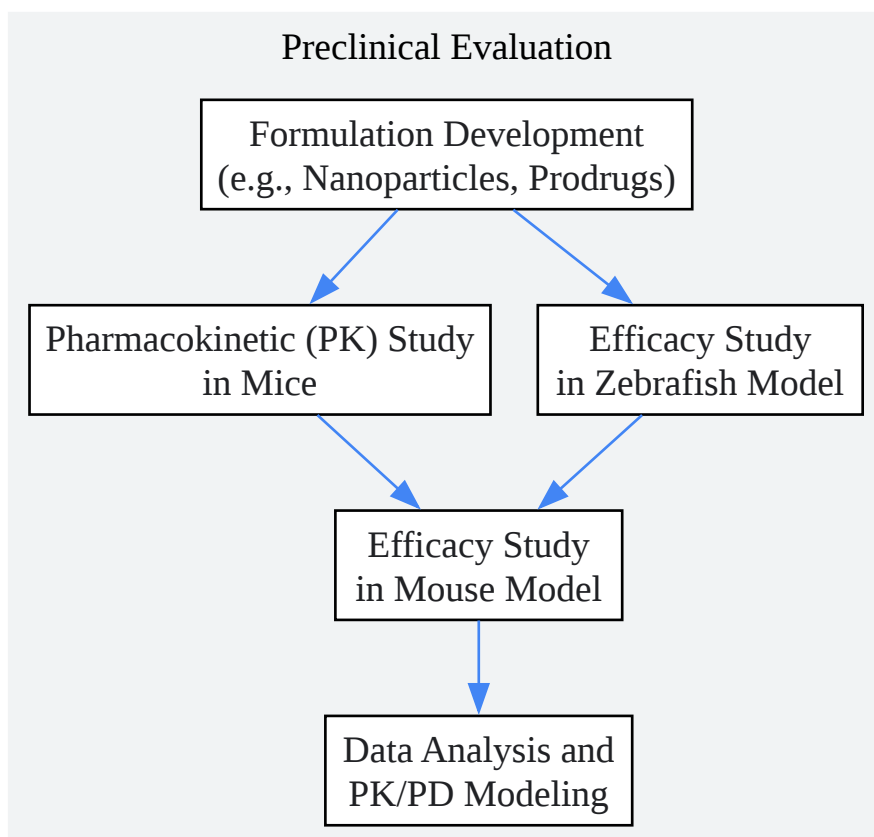 Preclinical Evaluation
Formulation Development
(e.g., Nanoparticles, Prodrugs)
Pharmacokinetic (PK) Study
in Mice
Efficacy Study
in Zebrafish Model
Efficacy Study
in Mouse Model
Data Analysis and
PK/PD Modeling